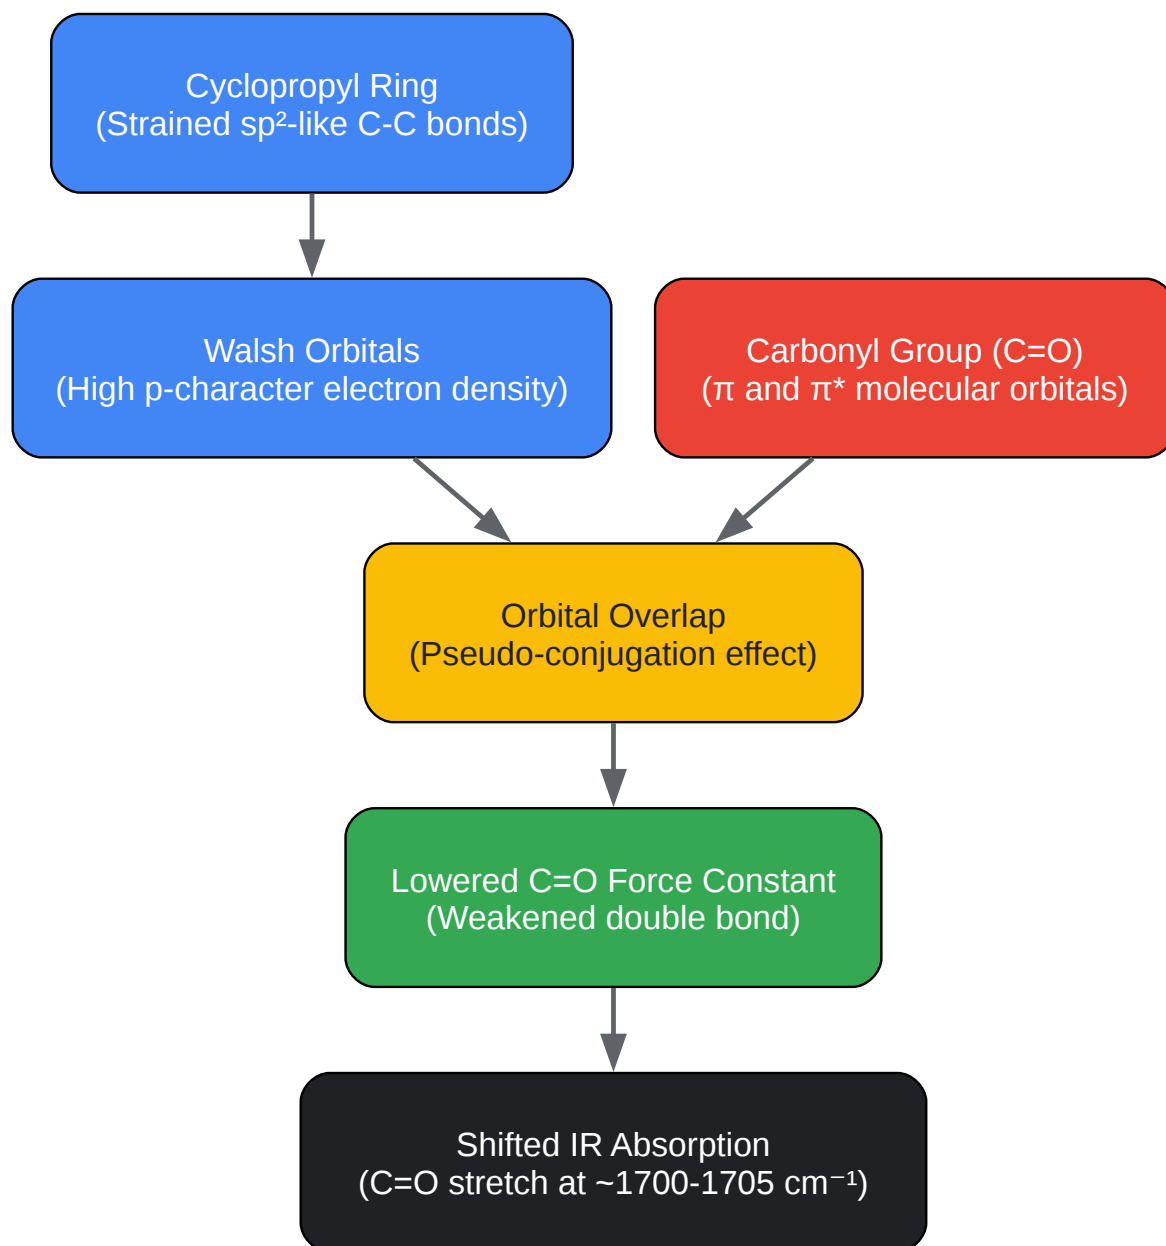 Cyclopropyl Ring
(Strained sp²-like C-C bonds)
Walsh Orbitals
(High p-character electron density)
Carbonyl Group (C=O)
(π and π* molecular orbitals)
Orbital Overlap
(Pseudo-conjugation effect)
Lowered C=O Force Constant
(Weakened double bond)
Shifted IR Absorption
(C=O stretch at ~1700-1705 cm⁻¹)